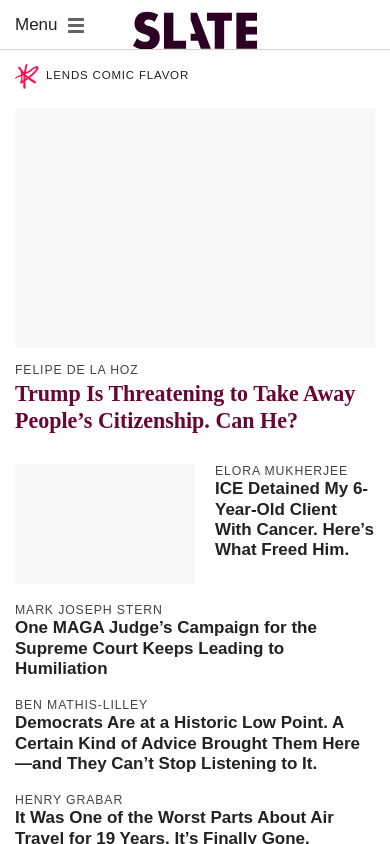 Menu
SLATE
LENDS COMIC FLAVOR
FELIPE DE LA HOZ
Trump Is Threatening to Take Away
People’s Citizenship. Can He?
ELORA MUKHERJEE
ICE Detained My 6-
Year-Old Client
With Cancer. Here’s
What Freed Him.
MARK JOSEPH STERN
One MAGA Judge’s Campaign for the
Supreme Court Keeps Leading to
Humiliation
BEN MATHIS-LILLEY
Democrats Are at a Historic Low Point. A
Certain Kind of Advice Brought Them Here
—and They Can’t Stop Listening to It.
HENRY GRABAR
It Was One of the Worst Parts About Air
Travel for 19 Years. It’s Finally Gone.